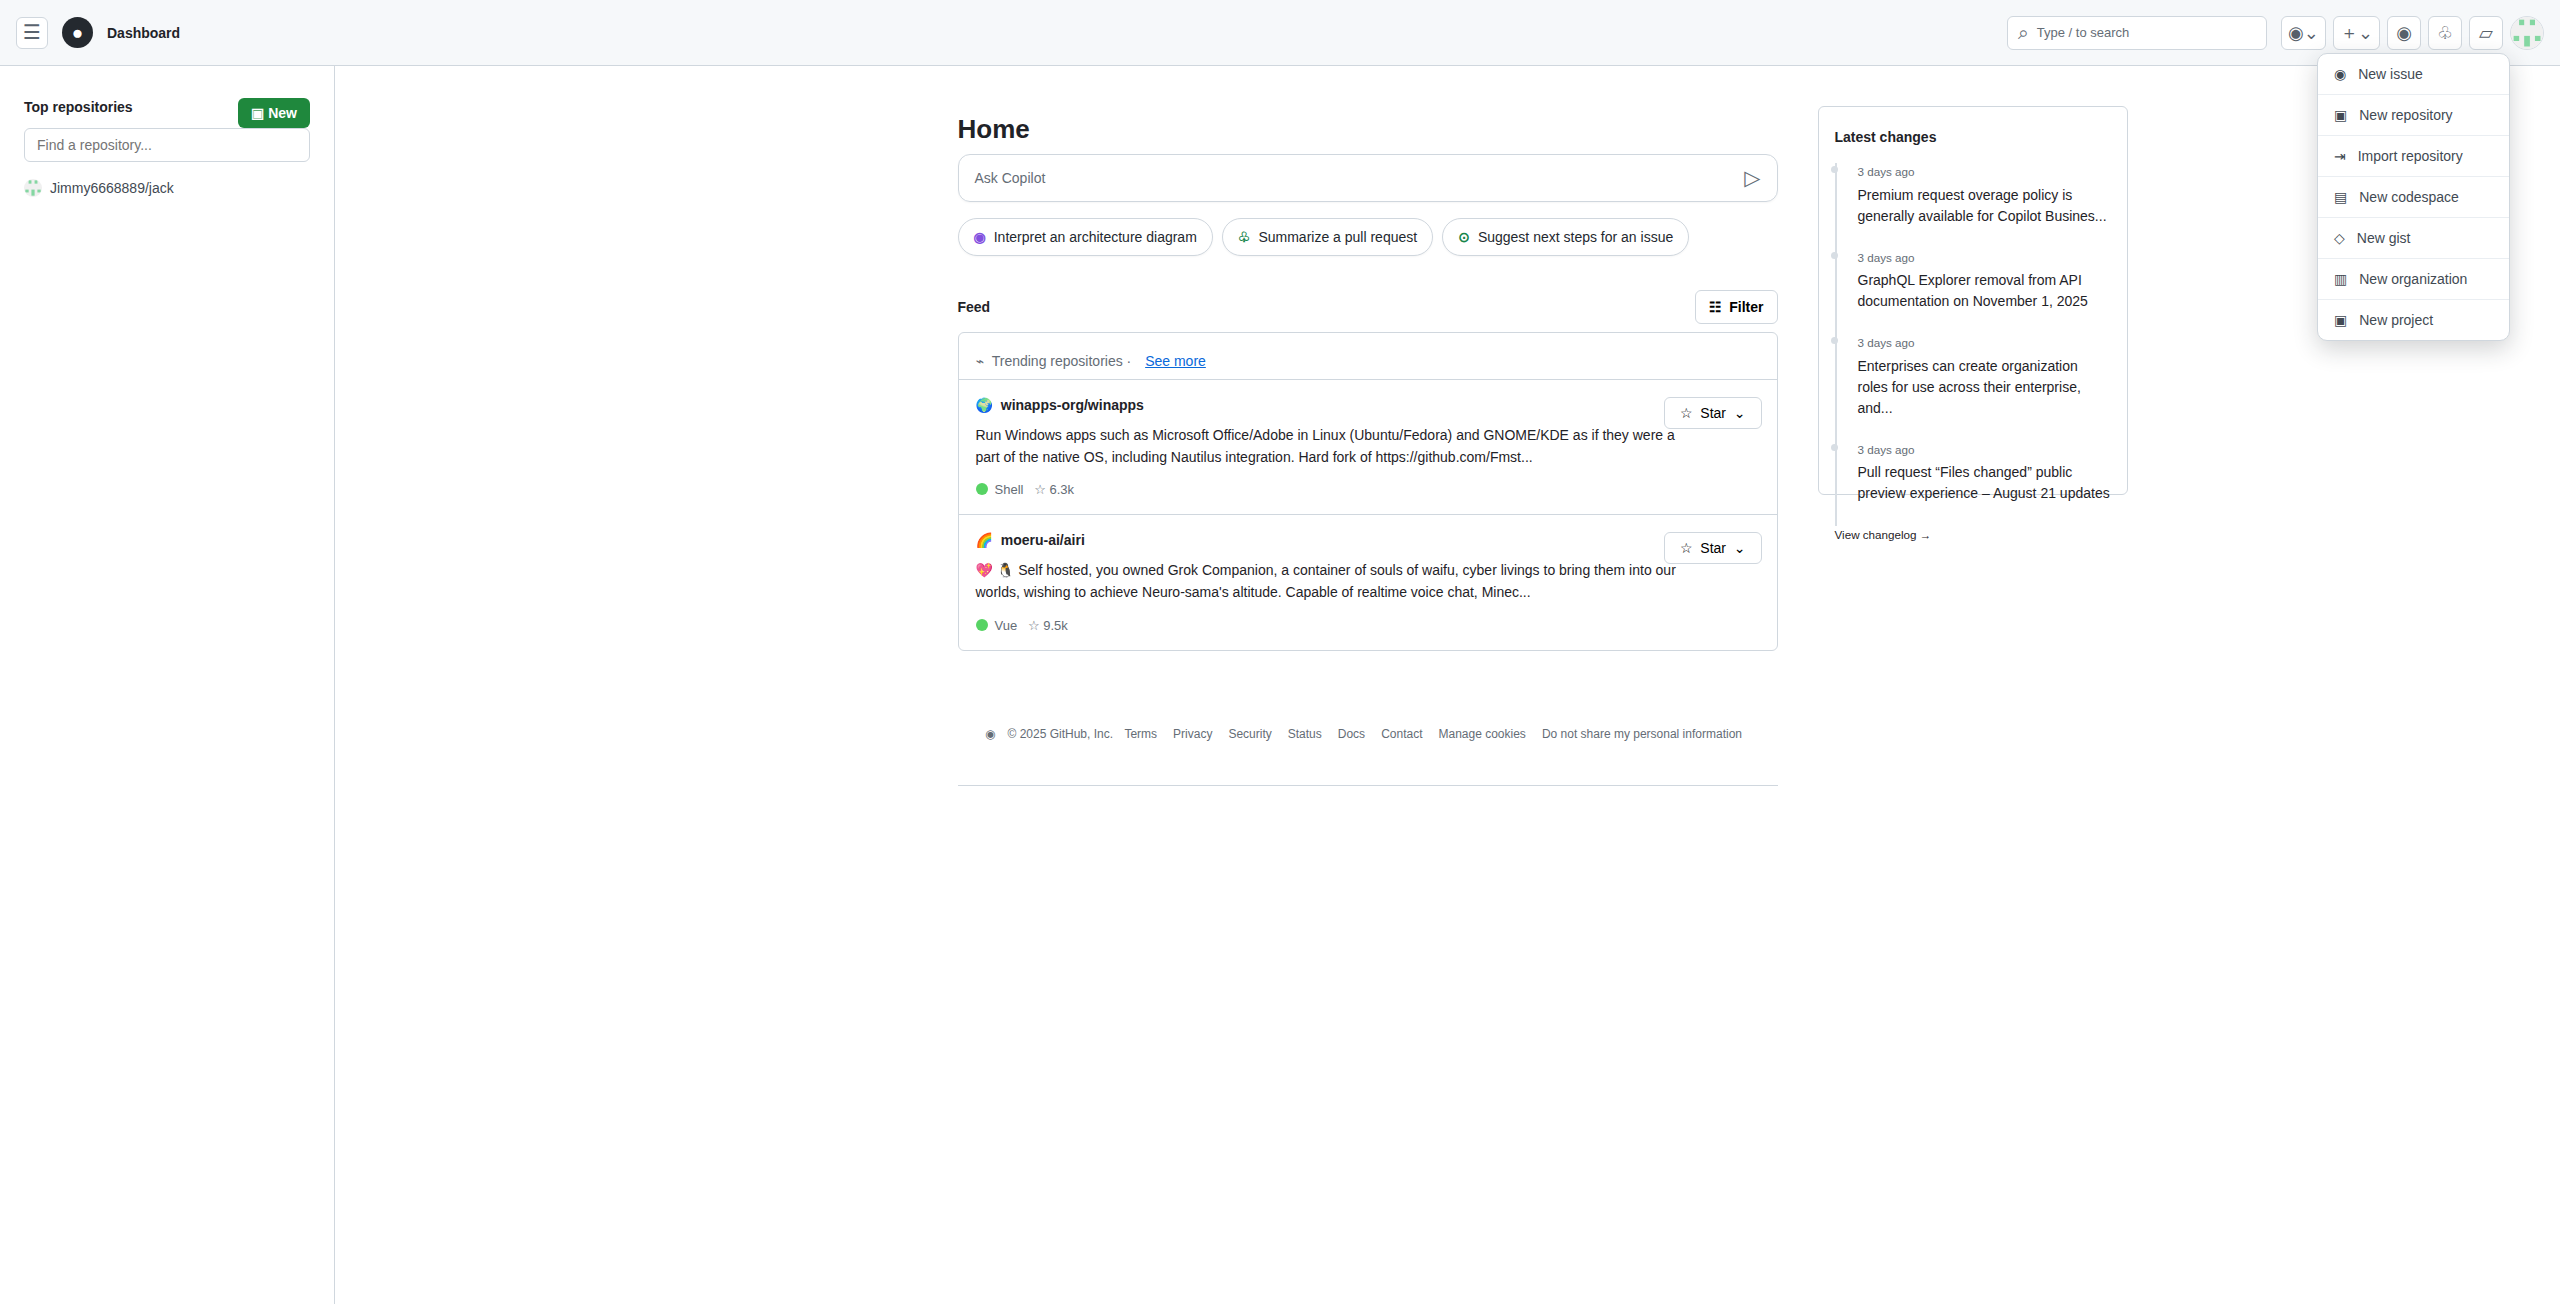 Dashboard
Type / to search
New issue
New repository
Import repository
New codespace
New gist
New organization
New project
Top repositories
New
Find a repository...
Jimmy6668889/jack
Home
Ask Copilot
Interpret an architecture diagram
Summarize a pull request
Suggest next steps for an issue
Feed
Filter
Trending repositories ·
See more
winapps-org/winapps
Star
Run Windows apps such as Microsoft Office/Adobe in Linux (Ubuntu/Fedora) and GNOME/KDE as if they were a
part of the native OS, including Nautilus integration. Hard fork of https://github.com/Fmst...
Shell ☆ 6.3k
moeru-ai/airi
Star
💖 🐧 Self hosted, you owned Grok Companion, a container of souls of waifu, cyber livings to bring them into our
worlds, wishing to achieve Neuro-sama's altitude. Capable of realtime voice chat, Minec...
Vue ☆ 9.5k
© 2025 GitHub, Inc. Terms Privacy Security Status Docs Contact Manage cookies Do not share my personal information
Latest changes
3 days ago
Premium request overage policy is
generally available for Copilot Busines...
3 days ago
GraphQL Explorer removal from API
documentation on November 1, 2025
3 days ago
Enterprises can create organization
roles for use across their enterprise,
and...
3 days ago
Pull request “Files changed” public
preview experience – August 21 updates
View changelog →